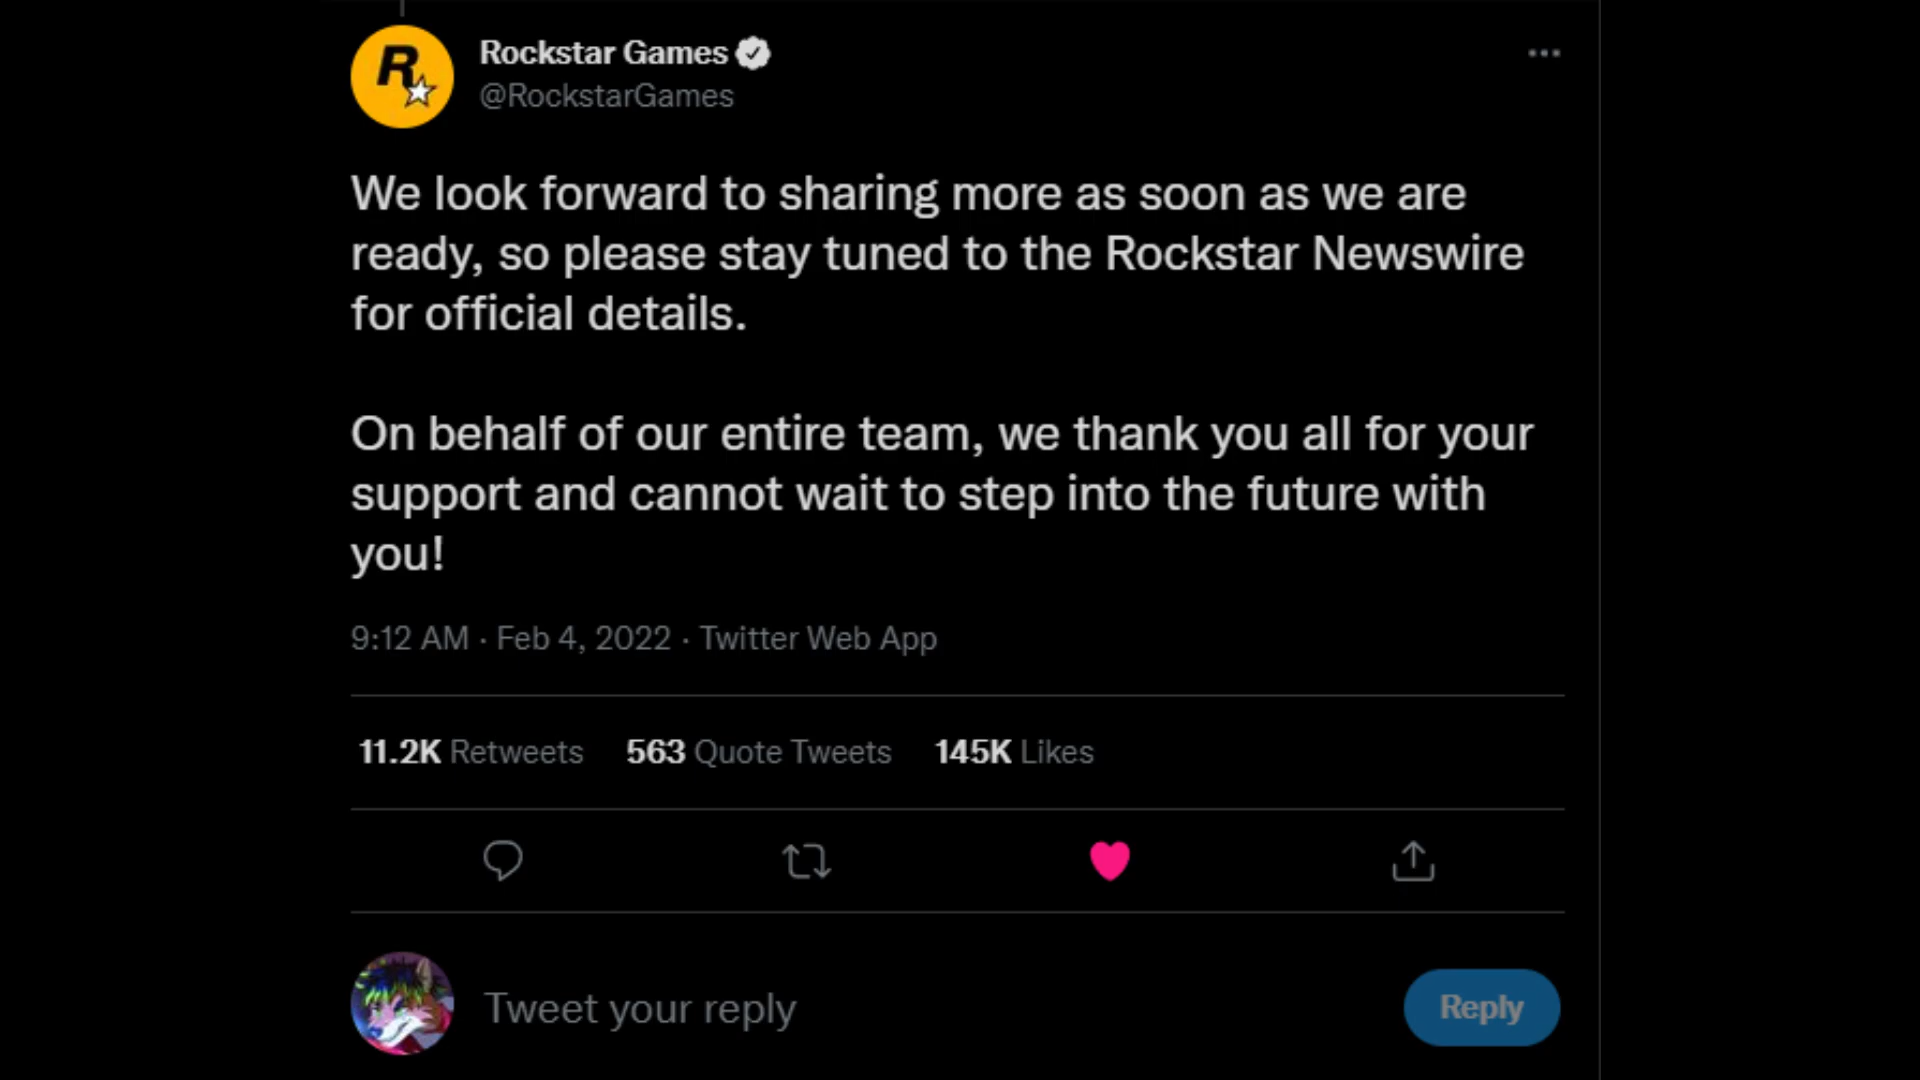 R
Rockstar Games
@RockstarGames
We look forward to sharing more as soon as we are
ready, so please stay tuned to the Rockstar Newswire
for official details.
On behalf of our entire team, we thank you all for your
support and cannot wait to step into the future with
you!
9:12 AM · Feb 4, 2022 · Twitter Web App
11.2K Retweets 563 Quote Tweets 145K Likes
Tweet your reply
Reply